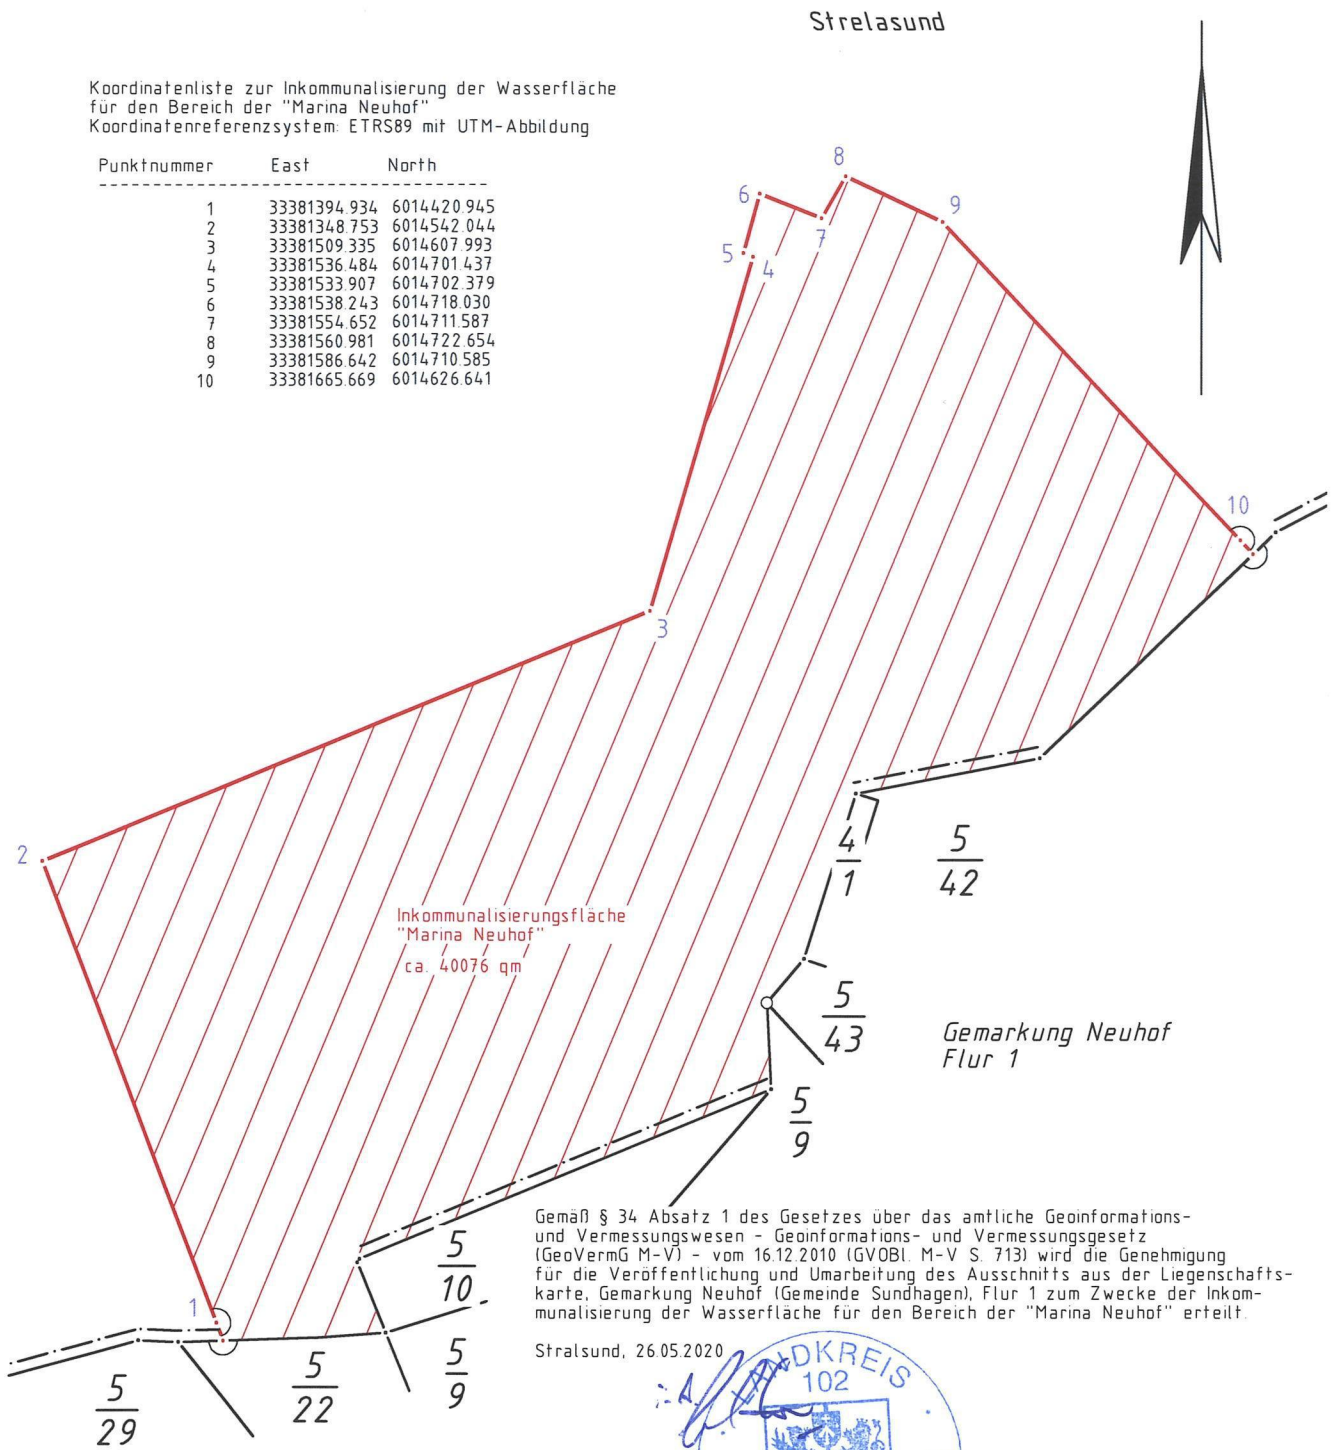 Strelasund
Koordinatenliste zur Inkommunalisierung der Wasserfläche
für den Bereich der "Marina Neuhof"
Koordinatenreferenzsystem: ETRS89 mit UTM-Abbildung
Punktnummer East North
1 33381394.934 6014420.945
2 33381348.753 6014542.044
3 33381509.335 6014607.993
4 33381536.484 6014701.437
5 33381533.907 6014702.379
6 33381538.243 6014718.030
7 33381554.652 6014711.587
8 33381560.981 6014722.654
9 33381586.642 6014710.585
10 33381665.669 6014626.641
8
6
9
7
5
4
10
3
2
4
1
5
42
Inkommunalisierungsfläche
"Marina Neuhof"
ca. 40076 qm
5
43
Gemarkung Neuhof
Flur 1
5
9
5
10
1
5
29
5
22
5
9
Gemäß § 34 Absatz 1 des Gesetzes über das amtliche Geoinformations-
und Vermessungswesen - Geoinformations- und Vermessungsgesetz
(GeoVermG M-V) - vom 16.12.2010 (GVOBl. M-V S. 713) wird die Genehmigung
für die Veröffentlichung und Umarbeitung des Ausschnitts aus der Liegenschafts-
karte, Gemarkung Neuhof (Gemeinde Sundhagen), Flur 1 zum Zwecke der Inkom-
munalisierung der Wasserfläche für den Bereich der "Marina Neuhof" erteilt.
Stralsund, 26.05.2020
LANDKREIS
102